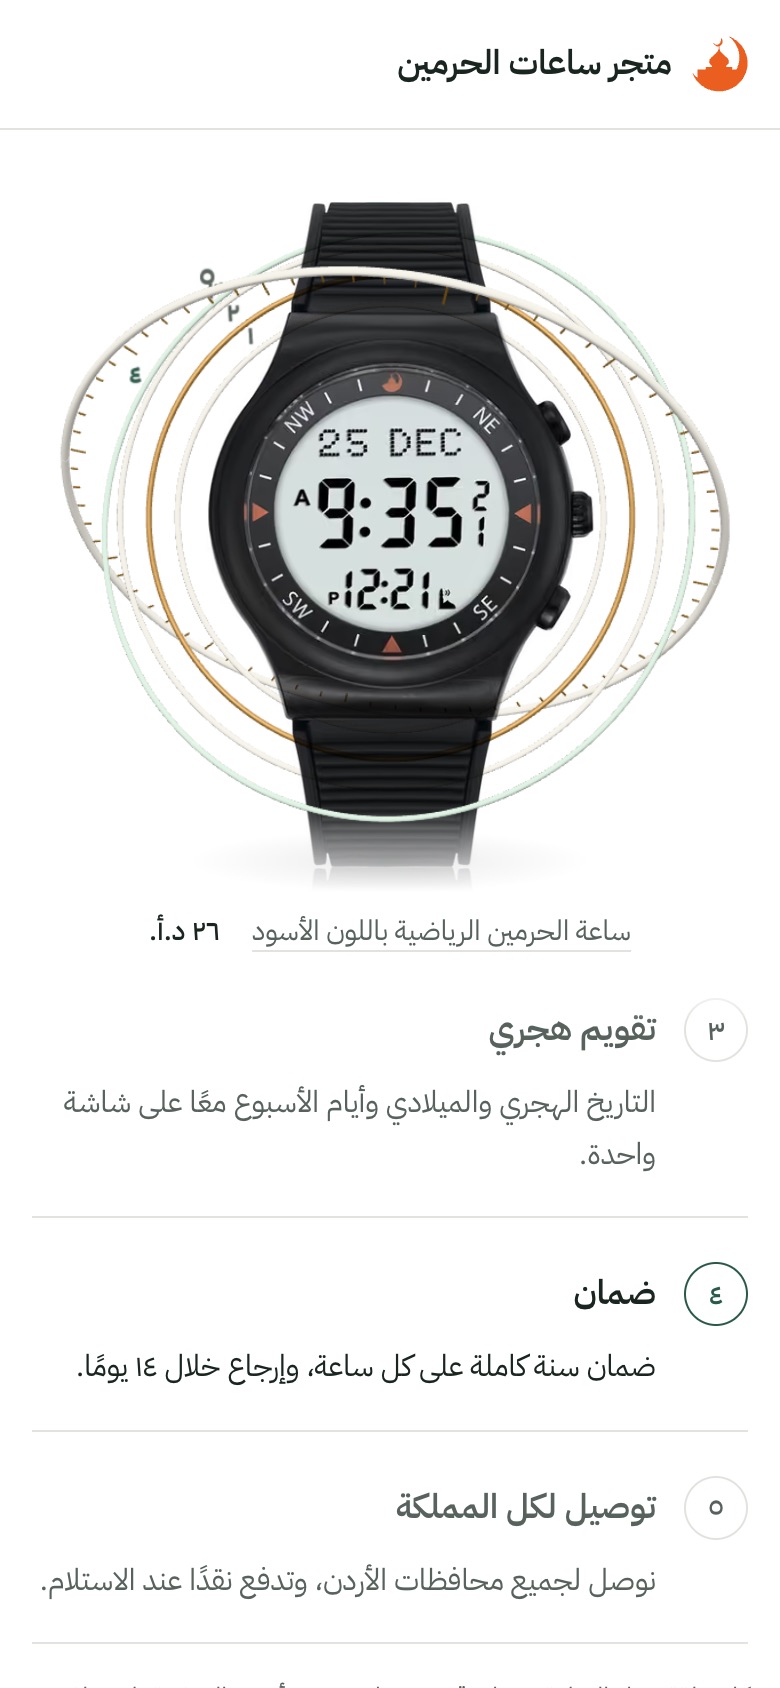 متجر ساعات الحرمين
٥
٢
١
٤
NW
NE
25 DEC
A 9:35 21
P 12:21
SW
SE
ساعة الحرمين الرياضية باللون الأسود
٢٦ د.أ.
٣
تقويم هجري
التاريخ الهجري والميلادي وأيام الأسبوع معًا على شاشة
واحدة.
٤
ضمان
ضمان سنة كاملة على كل ساعة، وإرجاع خلال ١٤ يومًا.
٥
توصيل لكل المملكة
نوصل لجميع محافظات الأردن، وتدفع نقدًا عند الاستلام.